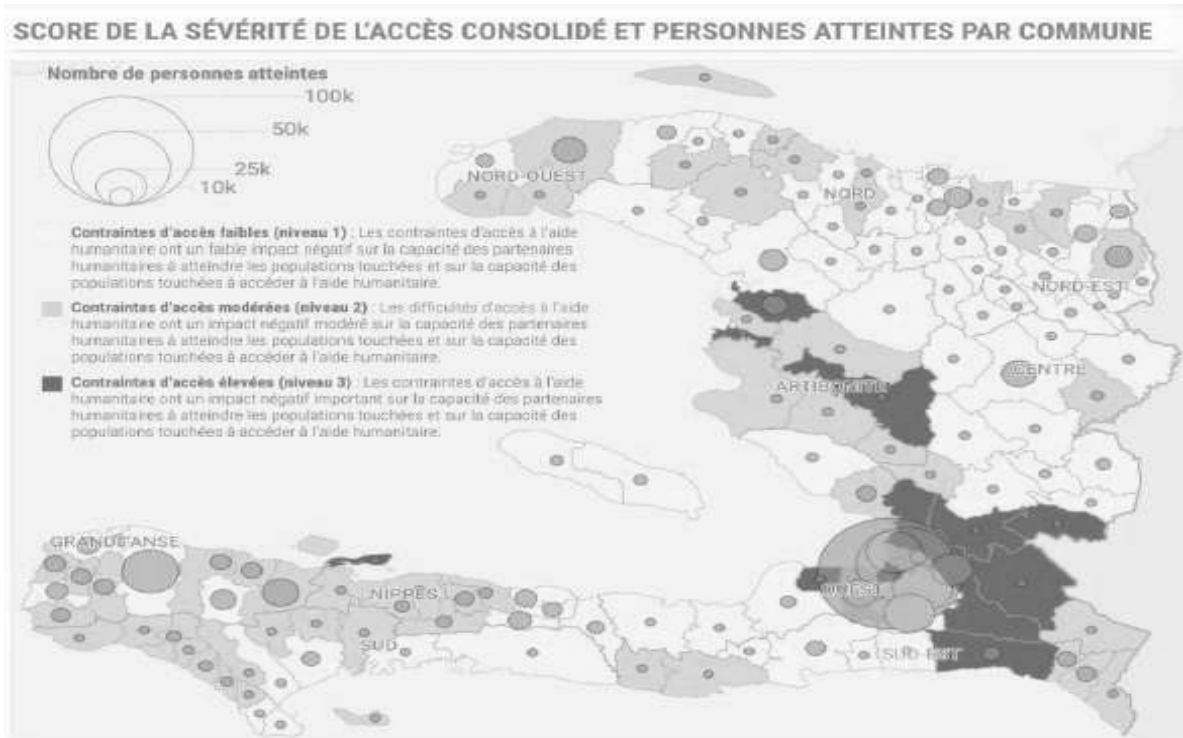 SCORE DE LA SÉVÉRITÉ DE L'ACCÈS CONSOLIDÉ ET PERSONNES ATTEINTES PAR COMMUNE
Nombre de personnes atteintes
100k
50k
25k
10k
Contraintes d'accès faibles (niveau 1) : Les contraintes d'accès à l'aide
humanitaire ont un faible impact négatif sur la capacité des partenaires
humanitaires à atteindre les populations touchées et sur la capacité des
populations touchées à accéder à l'aide humanitaire.
Contraintes d'accès modérées (niveau 2) : Les difficultés d'accès à l'aide
humanitaire ont un impact négatif modéré sur la capacité des partenaires
humanitaires à atteindre les populations touchées et sur la capacité des
populations touchées à accéder à l'aide humanitaire.
Contraintes d'accès élevées (niveau 3) : Les contraintes d'accès à l'aide
humanitaire ont un impact négatif important sur la capacité des partenaires
humanitaires à atteindre les populations touchées et sur la capacité des
populations touchées à accéder à l'aide humanitaire.
NORD-OUEST
NORD
NORD-EST
ARTIBONITE
CENTRE
GRAND'ANSE
NIPPES
OUEST
SUD
SUD-EST